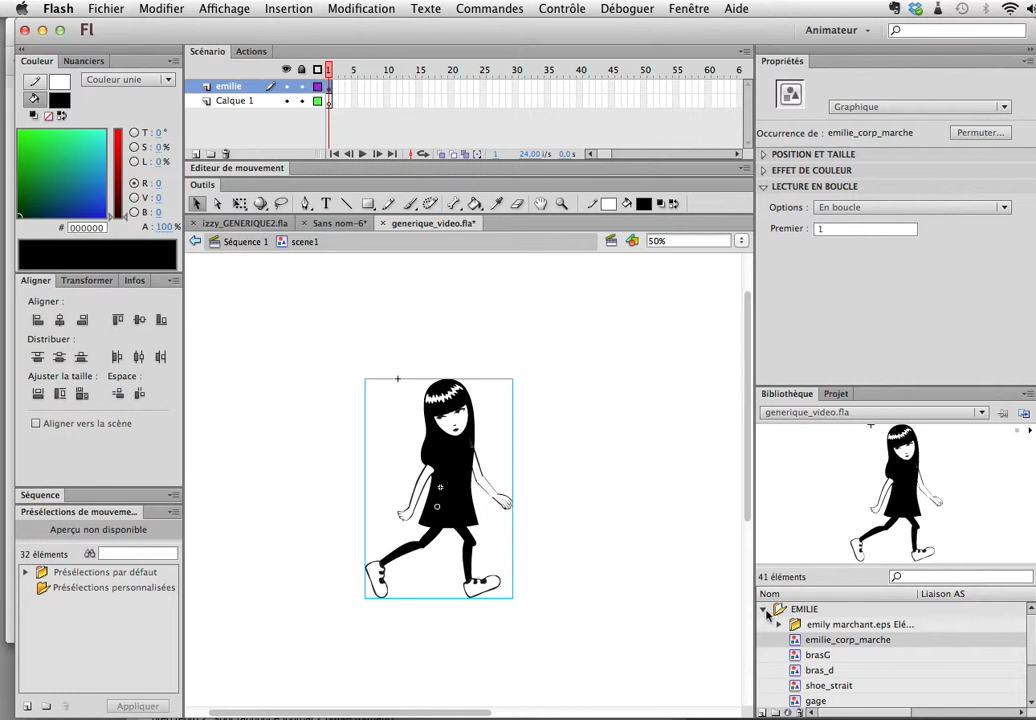 Flash Fichier Modifier Affichage Insertion Modification Texte Commandes Contrôle Déboguer Fenêtre Aide
Fl Animateur
Couleur Nuanciers
Couleur unie
T : 0 °
S : 0 %
L : 0 %
R : 0
V : 0
B : 0
# 000000 A : 100 %
Aligner Transformer Infos
Aligner :
Distribuer :
Ajuster la taille : Espace :
Aligner vers la scène
Séquence
Présélections de mouveme...
Aperçu non disponible
32 éléments
Présélections par défaut
Présélections personnalisées
Appliquer
Scénario Actions
1 5 10 15 20 25 30 35 40 45 50 55 60 6
emilie
Calque 1
1 24,00 i/s 0,0 s
Editeur de mouvement
Outils
izzy_GENERIQUE2.fla Sans nom-6* generique_video.fla*
Séquence 1 scene1 50%
Propriétés
Graphique
Occurrence de : emilie_corp_marche Permuter...
POSITION ET TAILLE
EFFET DE COULEUR
LECTURE EN BOUCLE
Options : En boucle
Premier : 1
Bibliothèque Projet
generique_video.fla
41 éléments
Nom Liaison AS
EMILIE
emily marchant.eps Elé...
emilie_corp_marche
brasG
bras_d
shoe_strait
gage